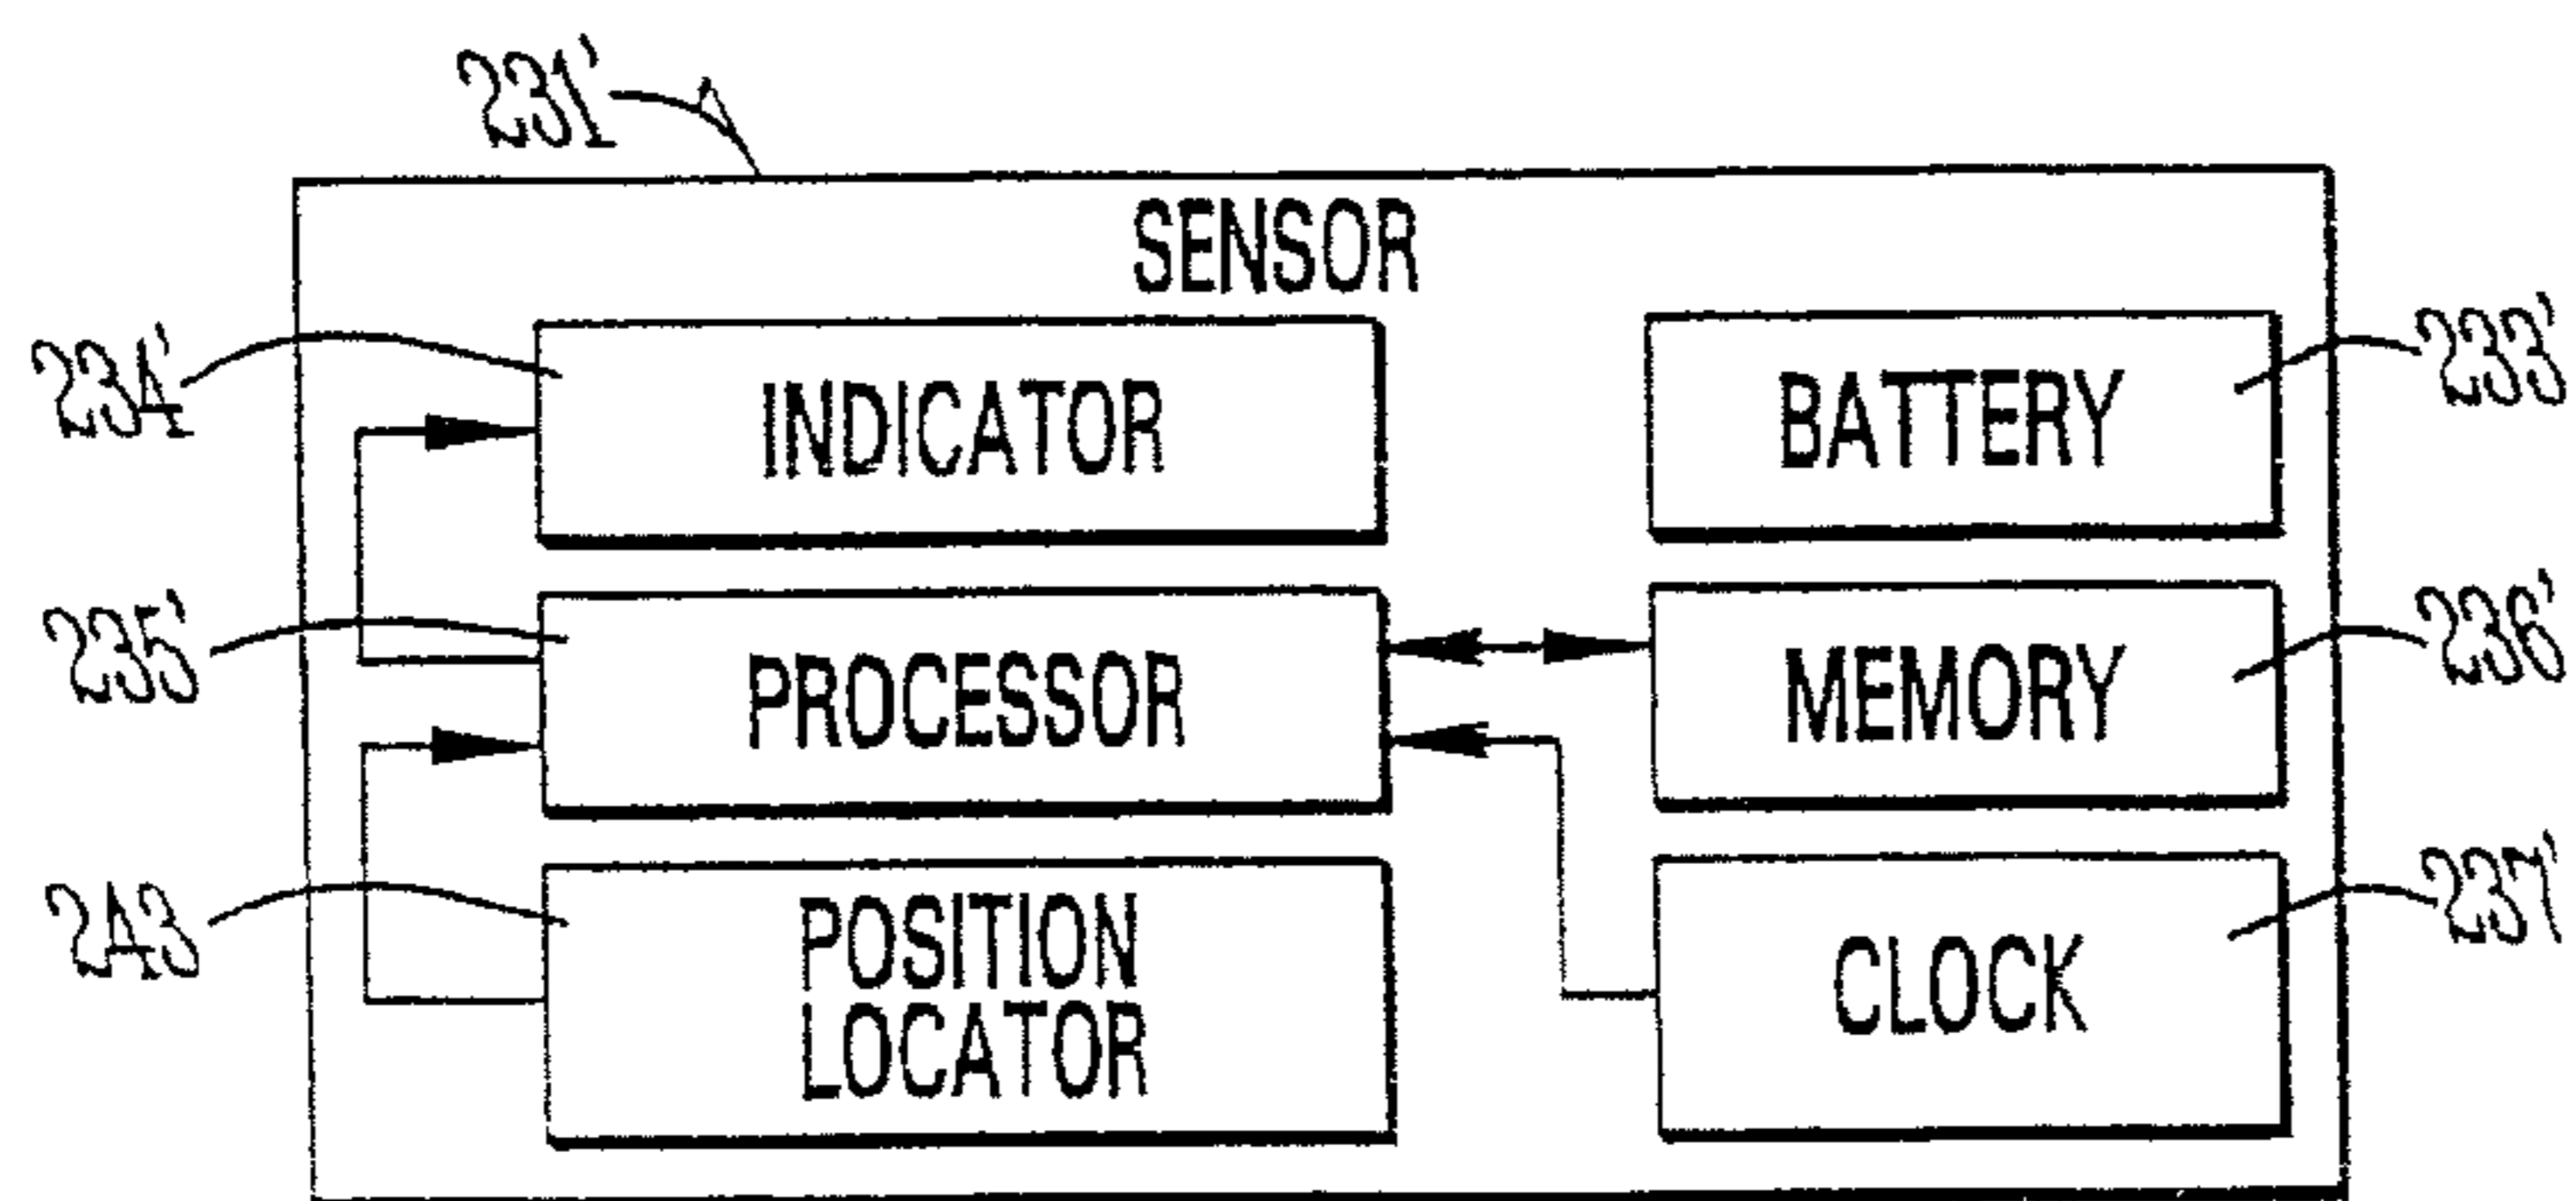 231'
SENSOR
234'
INDICATOR
BATTERY
233'
235'
PROCESSOR
MEMORY
236'
243
POSITION
LOCATOR
CLOCK
237'